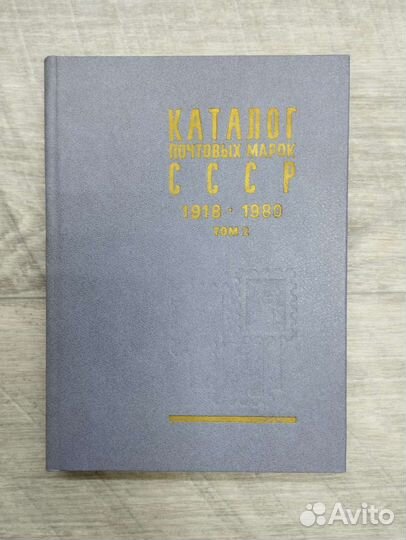 КАТАЛОГ
ПОЧТОВЫХ МАРОК
СССР
1918 • 1980
ТОМ 2
Avito